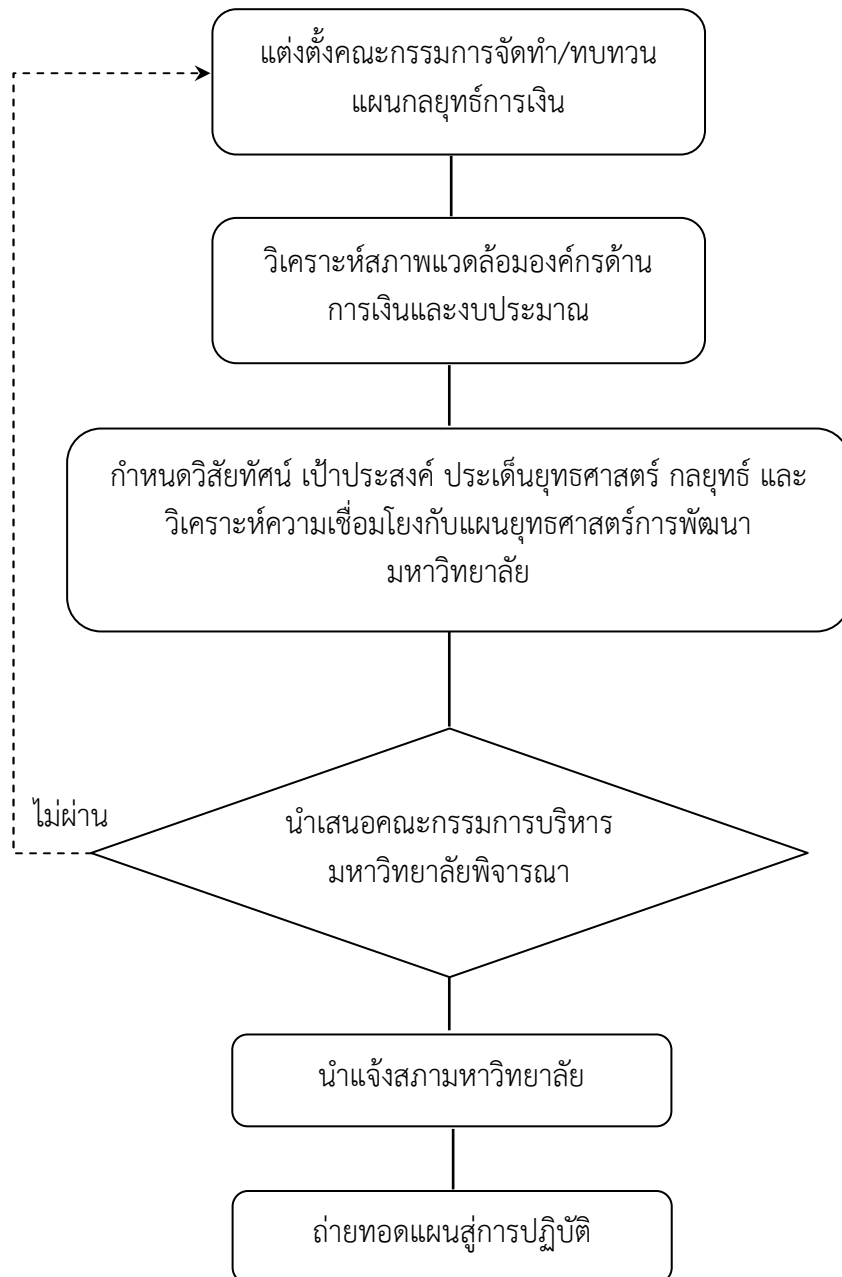 แต่งตั้งคณะกรรมการจัดทำ/ทบทวน
แผนกลยุทธ์การเงิน
วิเคราะห์สภาพแวดล้อมองค์กรด้าน
การเงินและงบประมาณ
กำหนดวิสัยทัศน์ เป้าประสงค์ ประเด็นยุทธศาสตร์ กลยุทธ์ และ
วิเคราะห์ความเชื่อมโยงกับแผนยุทธศาสตร์การพัฒนา
มหาวิทยาลัย
ไม่ผ่าน
นำเสนอคณะกรรมการบริหาร
มหาวิทยาลัยพิจารณา
นำแจ้งสภามหาวิทยาลัย
ถ่ายทอดแผนสู่การปฏิบัติ